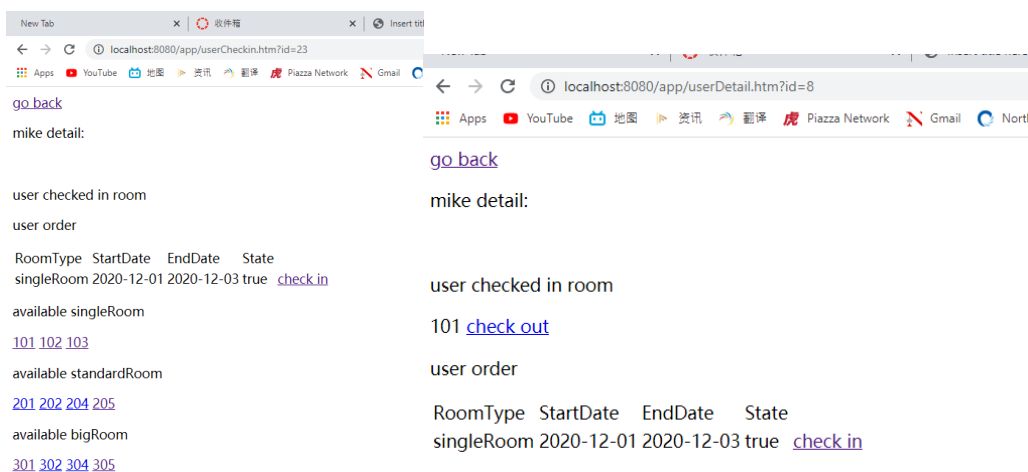 New Tab
收件箱
Insert titl
localhost:8080/app/userCheckin.htm?id=23
Apps YouTube 地图 资讯 翻译 Piazza Network Gmail
go back
mike detail:
user checked in room
user order
RoomType StartDate EndDate State
singleRoom 2020-12-01 2020-12-03 true check in
available singleRoom
101 102 103
available standardRoom
201 202 204 205
available bigRoom
301 302 304 305
localhost:8080/app/userDetail.htm?id=8
Apps YouTube 地图 资讯 翻译 虎 Piazza Network Gmail North
go back
mike detail:
user checked in room
101 check out
user order
RoomType StartDate EndDate State
singleRoom 2020-12-01 2020-12-03 true check in